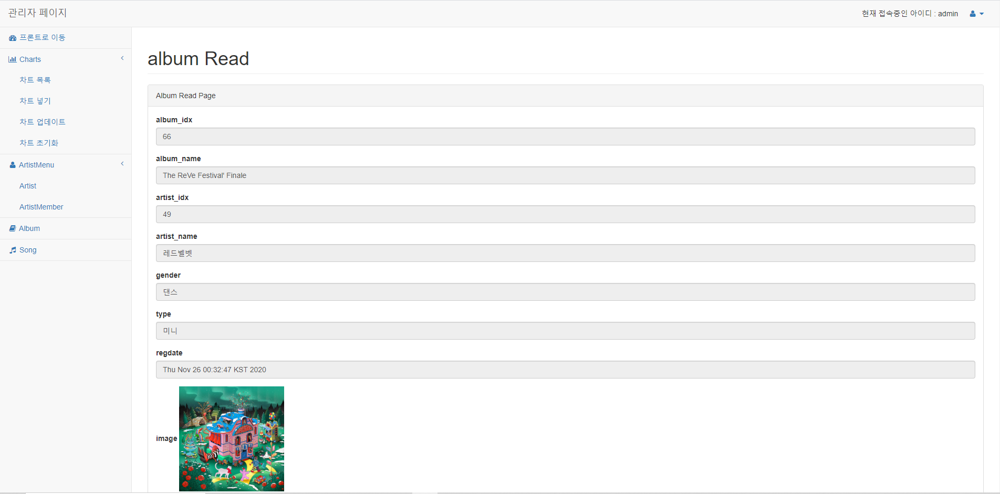 관리자 페이지
현재 접속중인 아이디 : admin
프론트로 이동
Charts
차트 목록
차트 넣기
차트 업데이트
차트 초기화
ArtistMenu
Artist
ArtistMember
Album
Song
album Read
Album Read Page
album_idx
66
album_name
The ReVe Festival' Finale
artist_idx
49
artist_name
레드벨벳
gender
댄스
type
미니
regdate
Thu Nov 26 00:32:47 KST 2020
image